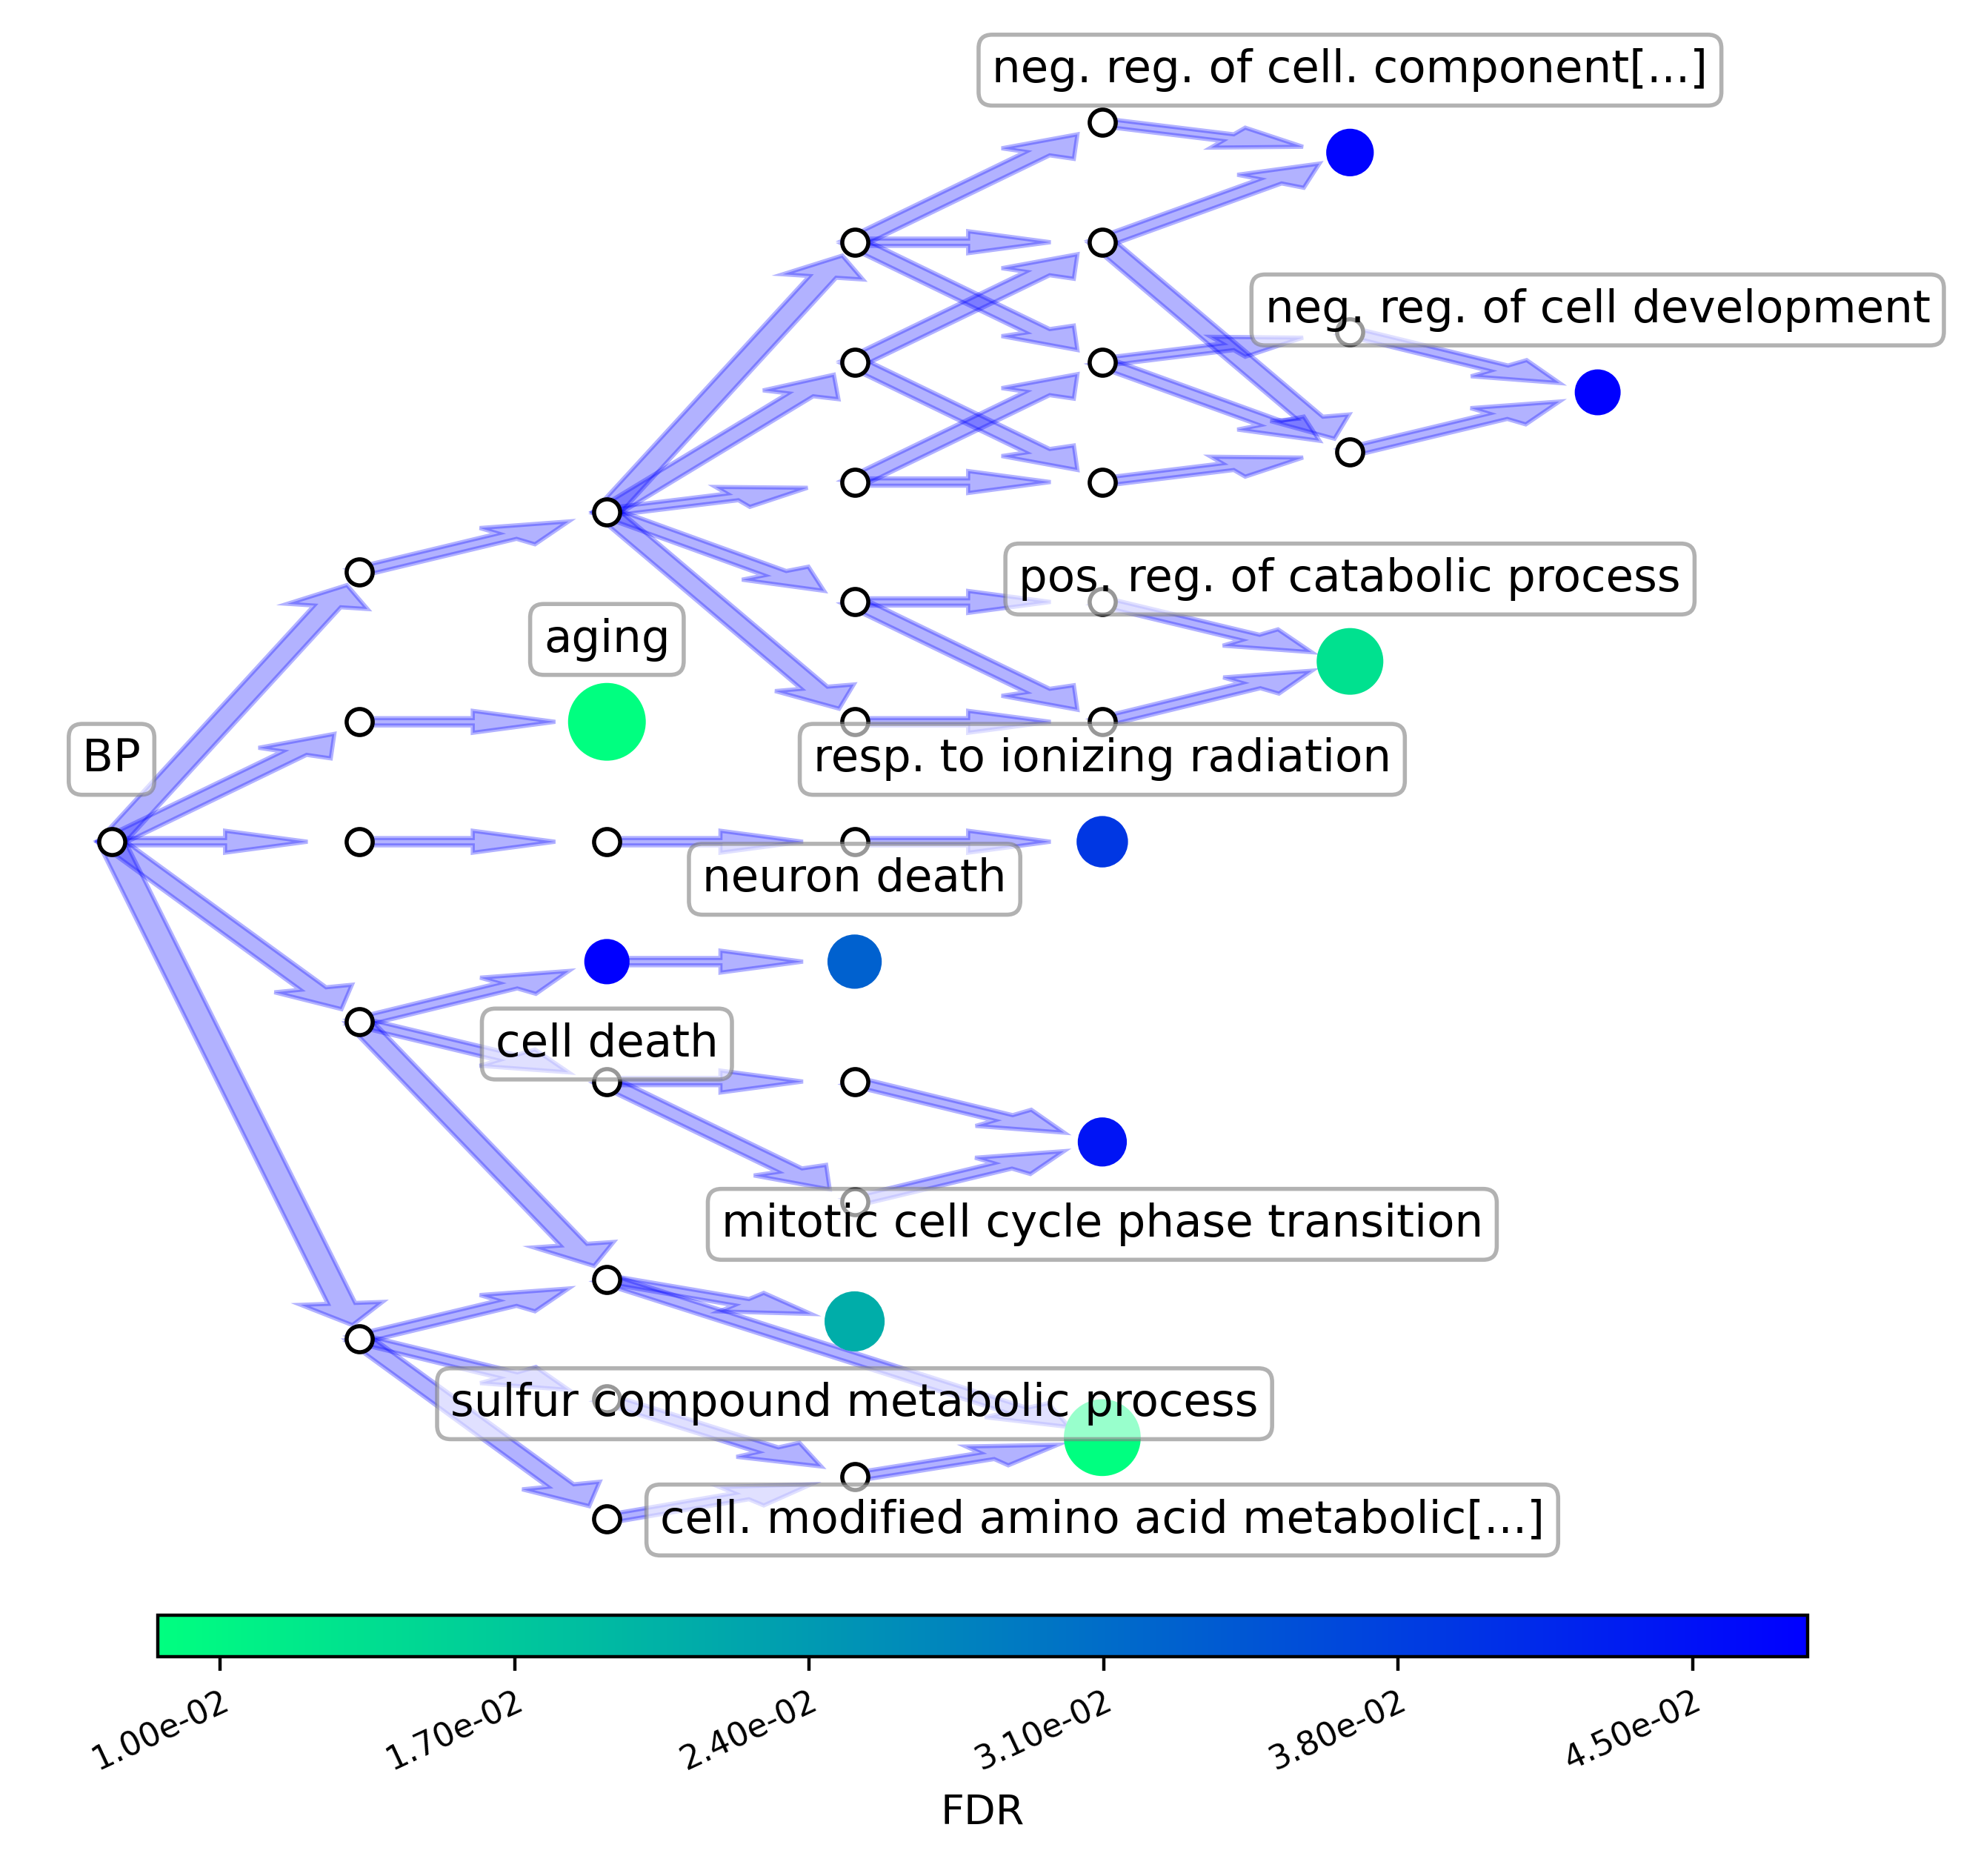 neg. reg. of cell. component[...]
neg. reg. of cell development
pos. reg. of catabolic process
aging
BP
resp. to ionizing radiation
neuron death
cell death
mitotic cell cycle phase transition
sulfur compound metabolic process
cell. modified amino acid metabolic[...]
1.00e-02
1.70e-02
2.40e-02
3.10e-02
3.80e-02
4.50e-02
FDR